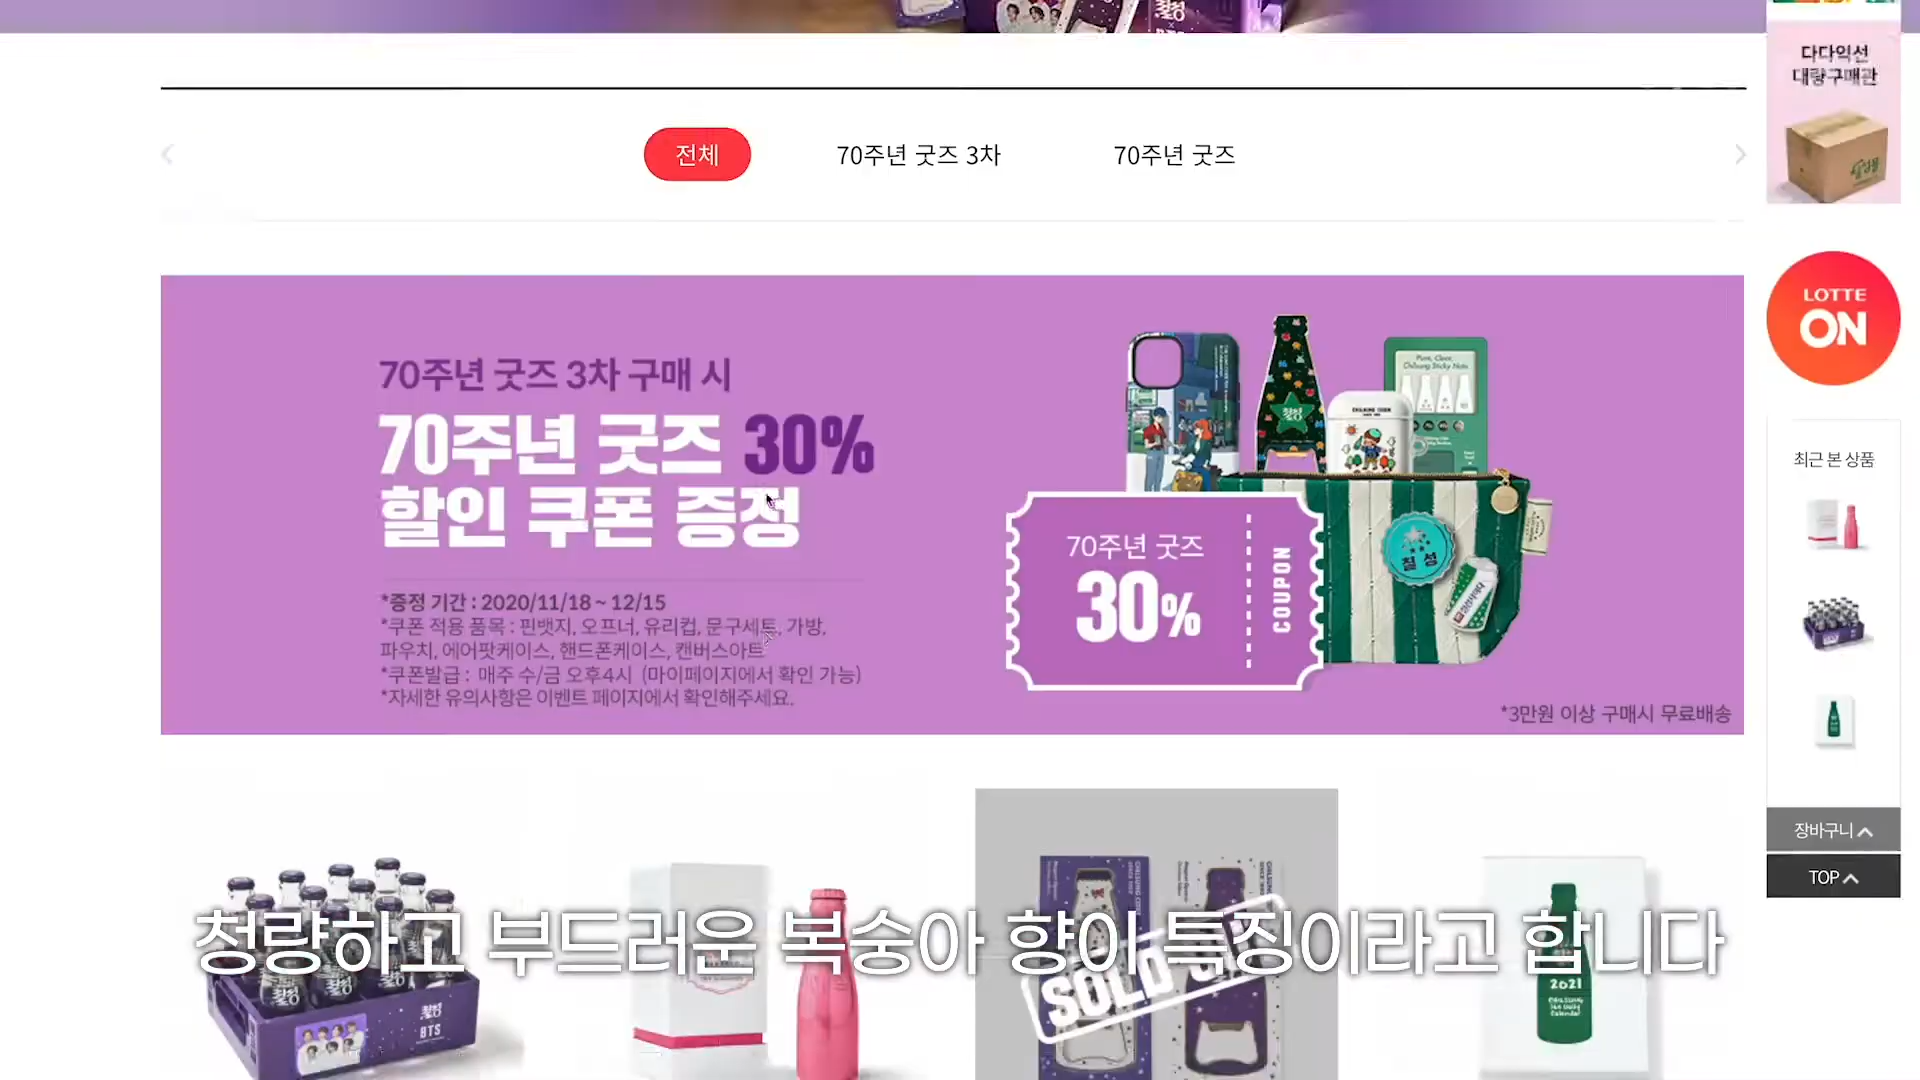 다다익선
대량구매관
전체
70주년 굿즈 3차
70주년 굿즈
LOTTE
ON
70주년 굿즈 3차 구매 시
70주년 굿즈 30%
할인 쿠폰 증정
*증정 기간 : 2020/11/18 ~ 12/15
*쿠폰 적용 품목 : 핀뱃지, 오프너, 유리컵, 문구세트, 가방,
파우치, 에어팟케이스, 핸드폰케이스, 캔버스아트
*쿠폰발급 : 매주 수/금 오후4시 (마이페이지에서 확인 가능)
*자세한 유의사항은 이벤트 페이지에서 확인해주세요.
70주년 굿즈
30%
COUPON
칠성
Pure, Clear,
Chilsung Sticky Note
*3만원 이상 구매시 무료배송
최근 본 상품
장바구니
TOP
청량하고 부드러운 복숭아 향이 특징이라고 합니다
칠성
BTS
SOLD
2021